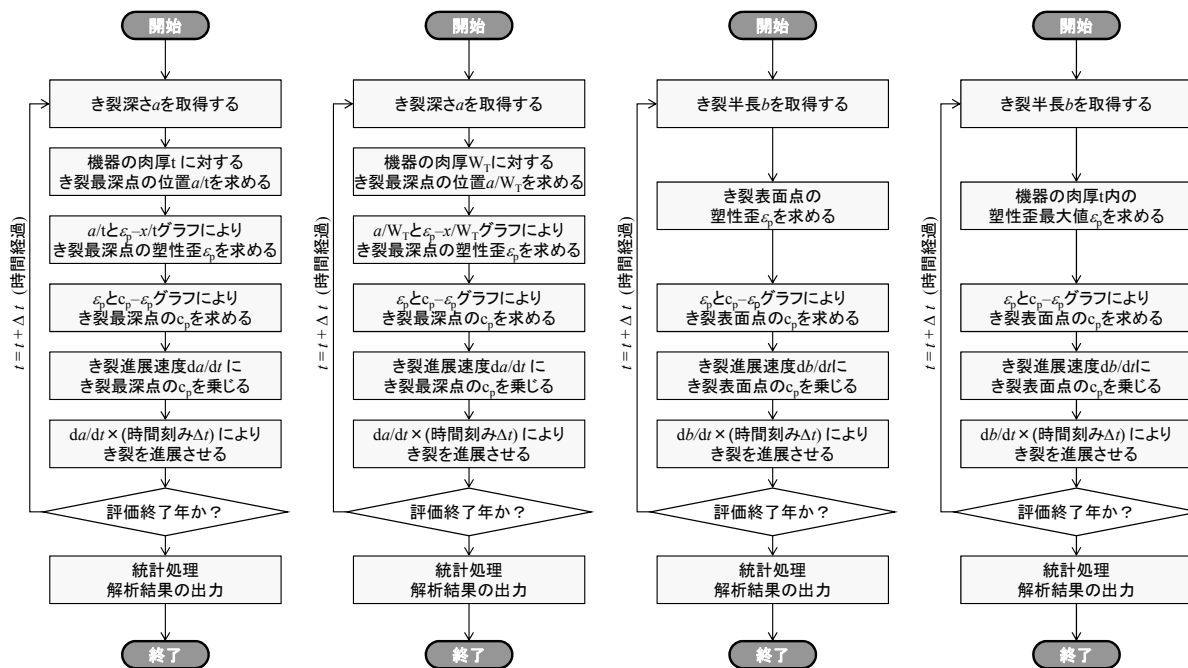 開始
き裂深さaを取得する
機器の肉厚t に対する
き裂最深点の位置a/tを求める
a/tとεp–x/tグラフにより
き裂最深点の塑性歪εpを求める
εpとcp–εpグラフにより
き裂最深点のcpを求める
き裂進展速度da/dt に
き裂最深点のcpを乗じる
da/dt×(時間刻みΔt) により
き裂を進展させる
評価終了年か？
統計処理
解析結果の出力
終了
t = t + Δ t (時間経過)
開始
き裂深さaを取得する
機器の肉厚WTに対する
き裂最深点の位置a/WTを求める
a/WTとεp–x/WTグラフにより
き裂最深点の塑性歪εpを求める
εpとcp–εpグラフにより
き裂最深点のcpを求める
き裂進展速度da/dt に
き裂最深点のcpを乗じる
da/dt×(時間刻みΔt) により
き裂を進展させる
評価終了年か？
統計処理
解析結果の出力
終了
t = t + Δ t (時間経過)
開始
き裂半長bを取得する
き裂表面点の
塑性歪εpを求める
εpとcp–εpグラフにより
き裂表面点のcpを求める
き裂進展速度db/dtに
き裂表面点のcpを乗じる
db/dt×(時間刻みΔt) により
き裂を進展させる
評価終了年か？
統計処理
解析結果の出力
終了
t = t + Δ t (時間経過)
開始
き裂半長bを取得する
機器の肉厚t内の
塑性歪最大値εpを求める
εpとcp–εpグラフにより
き裂表面点のcpを求める
き裂進展速度db/dtに
き裂表面点のcpを乗じる
db/dt×(時間刻みΔt) により
き裂を進展させる
評価終了年か？
統計処理
解析結果の出力
終了
t = t + Δ t (時間経過)